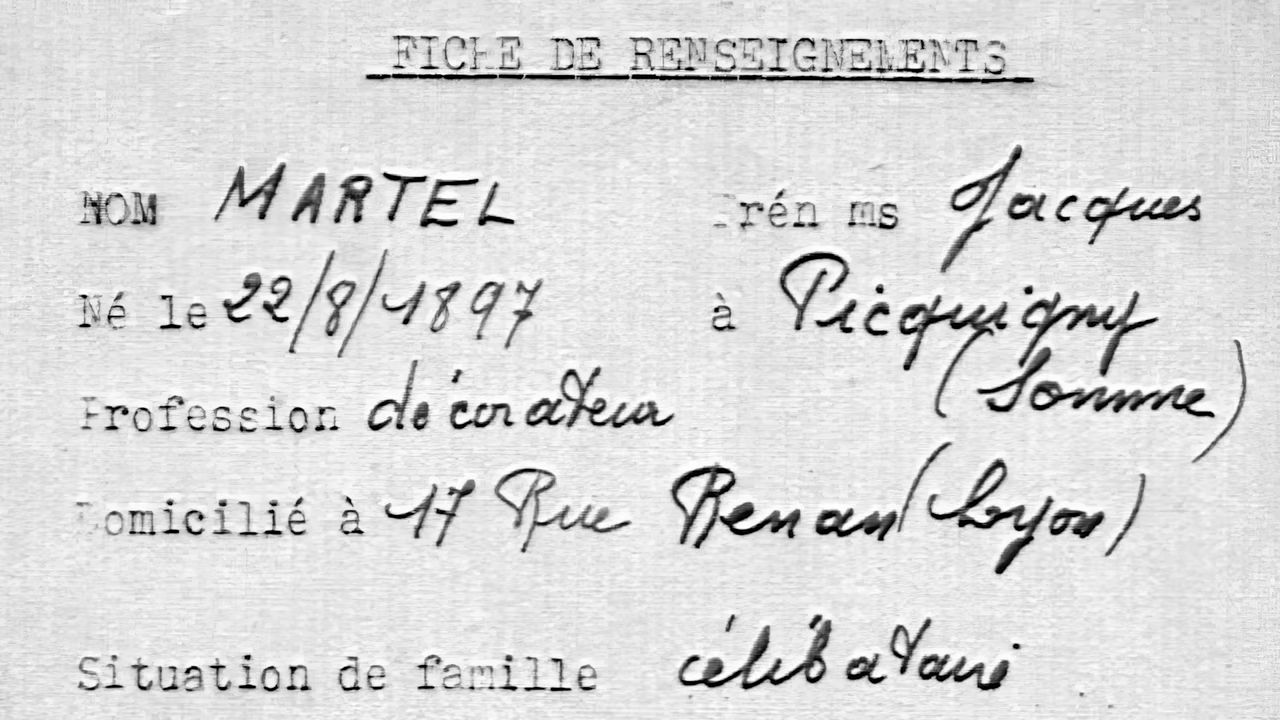 FICHE DE RENSEIGNEMENTS
NOM MARTEL Prénoms Jacques
Né le 22/8/1897 à Picquigny
(Somme)
Profession décorateur
Domicilié à 17 Rue Renan (Lyon)
Situation de famille célibataire